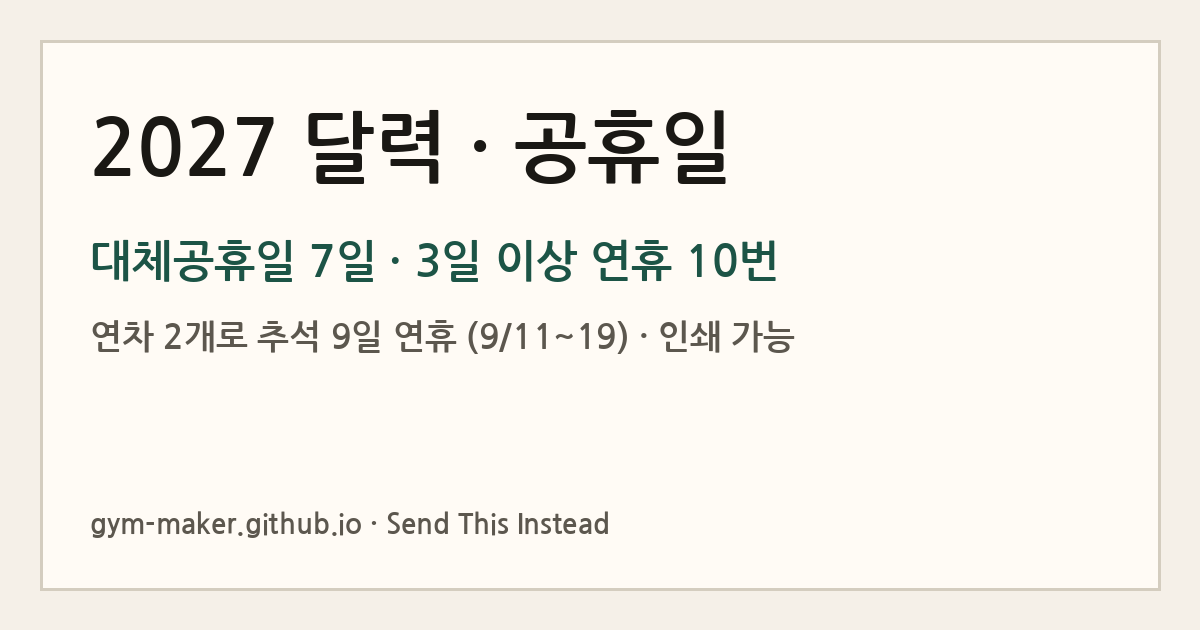 2027 달력 · 공휴일
대체공휴일 7일 · 3일 이상 연휴 10번
연차 2개로 추석 9일 연휴 (9/11~19) · 인쇄 가능
gym-maker.github.io · Send This Instead